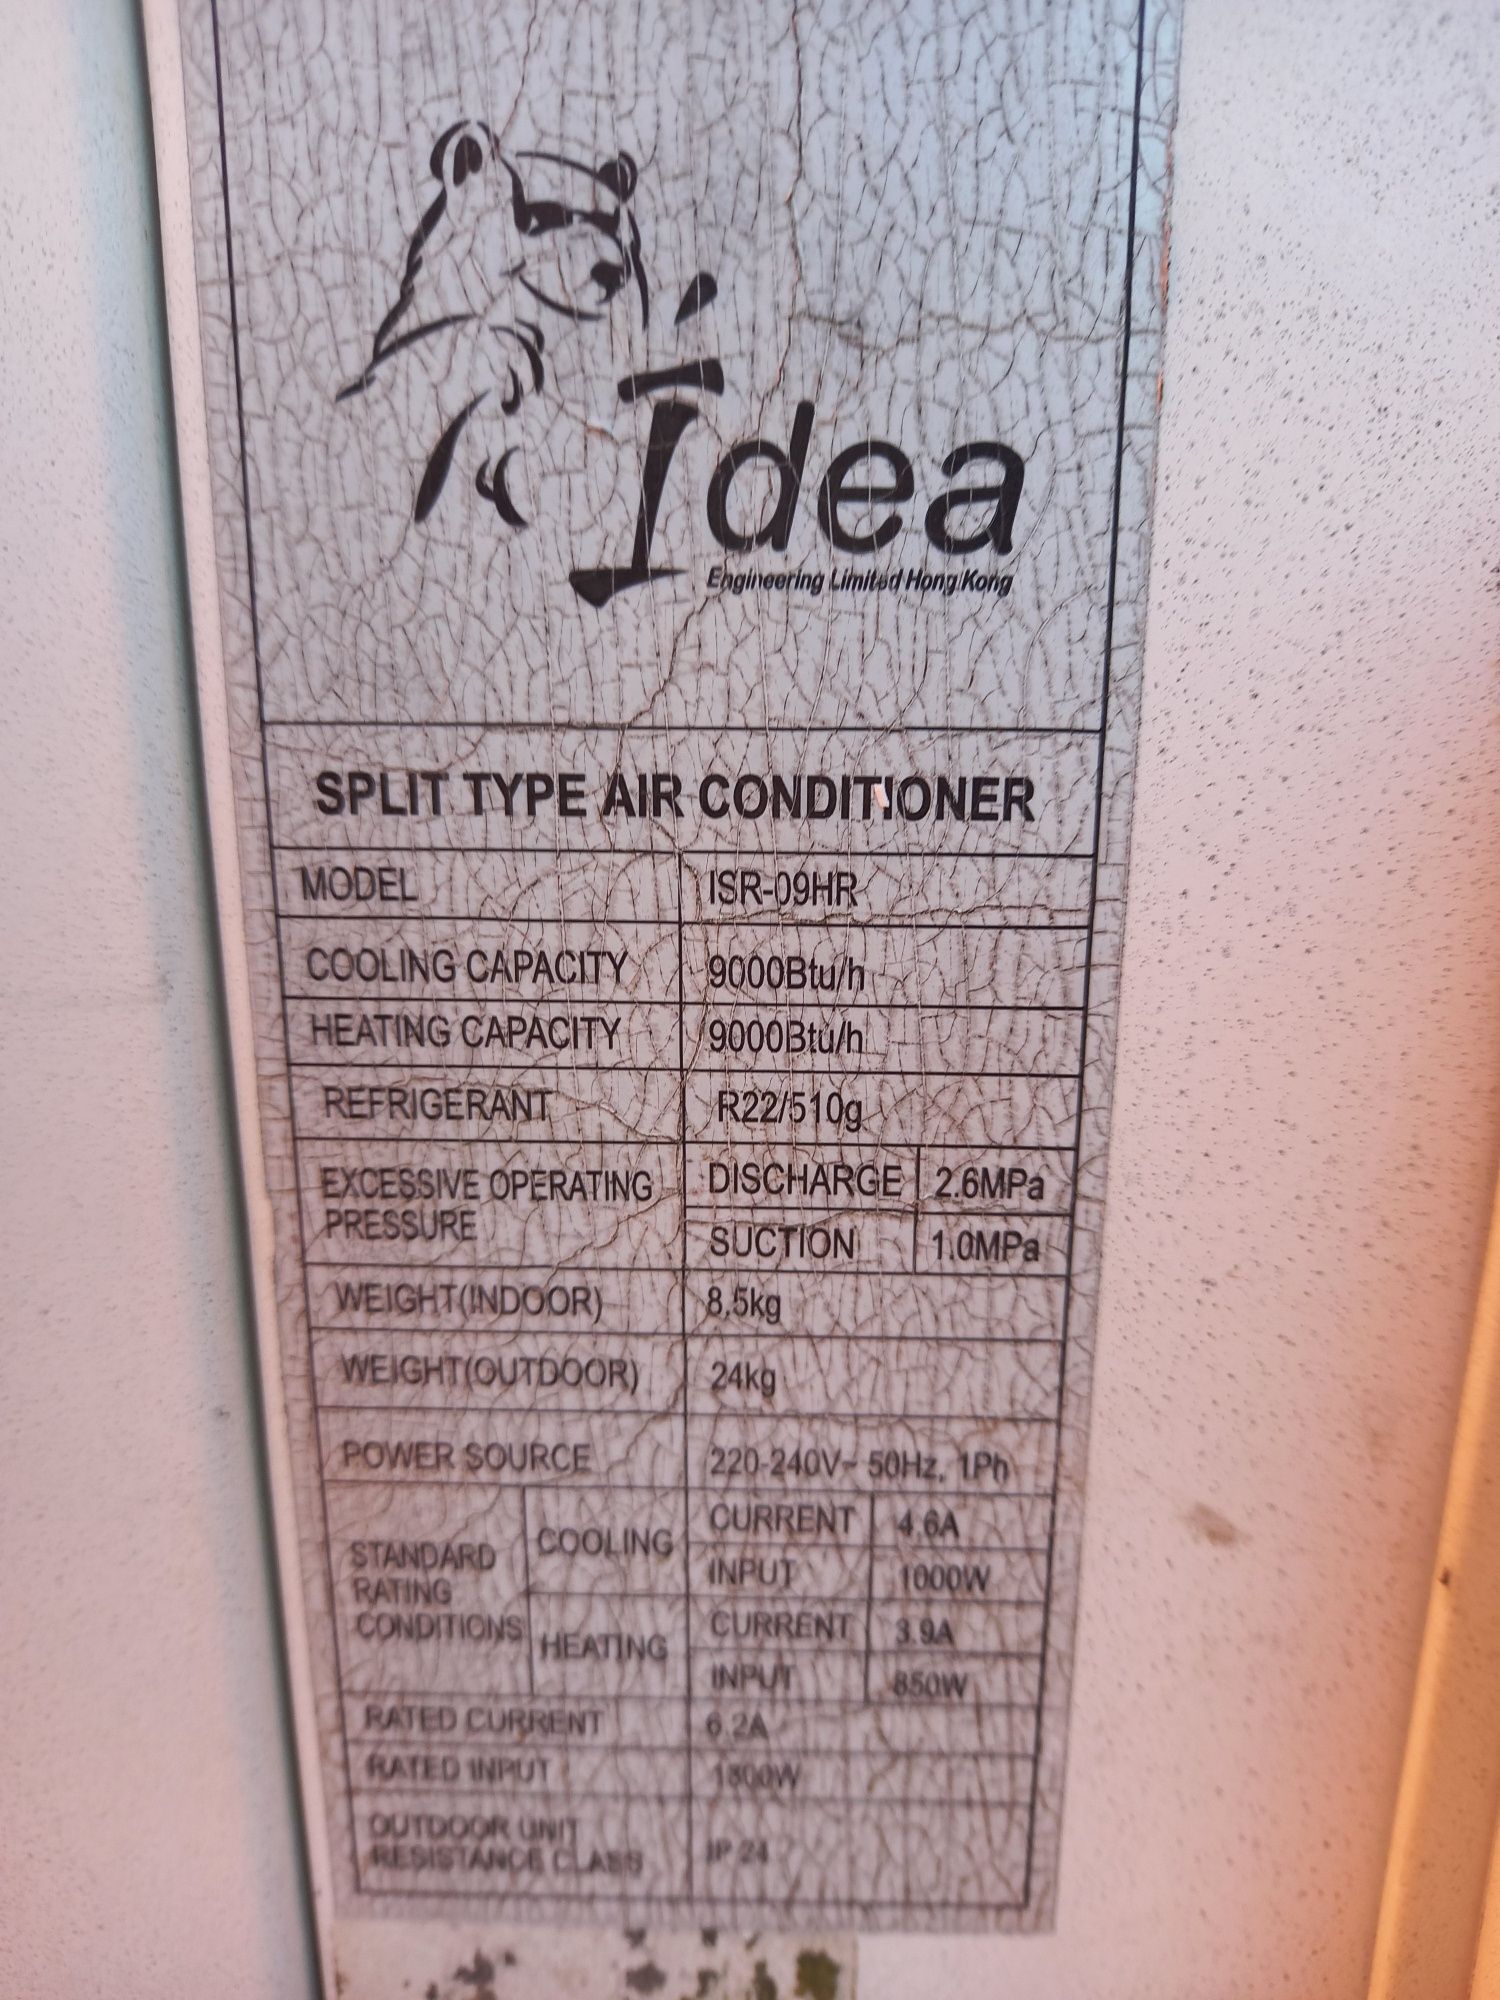 Idea
Engineering Limited Hong Kong
SPLIT TYPE AIR CONDITIONER
MODEL ISR-09HR
COOLING CAPACITY 9000Btu/h
HEATING CAPACITY 9000Btu/h
REFRIGERANT R22/510g
EXCESSIVE OPERATING PRESSURE DISCHARGE 2.6MPa
SUCTION 1.0MPa
WEIGHT(INDOOR) 8,5kg
WEIGHT(OUTDOOR) 24kg
POWER SOURCE 220-240V~ 50Hz, 1Ph
STANDARD RATING CONDITIONS COOLING CURRENT 4.6A
INPUT 1000W
HEATING CURRENT 3.9A
INPUT 850W
RATED CURRENT 6.2A
RATED INPUT 1300W
OUTDOOR UNIT
RESISTANCE CLASS IP 24